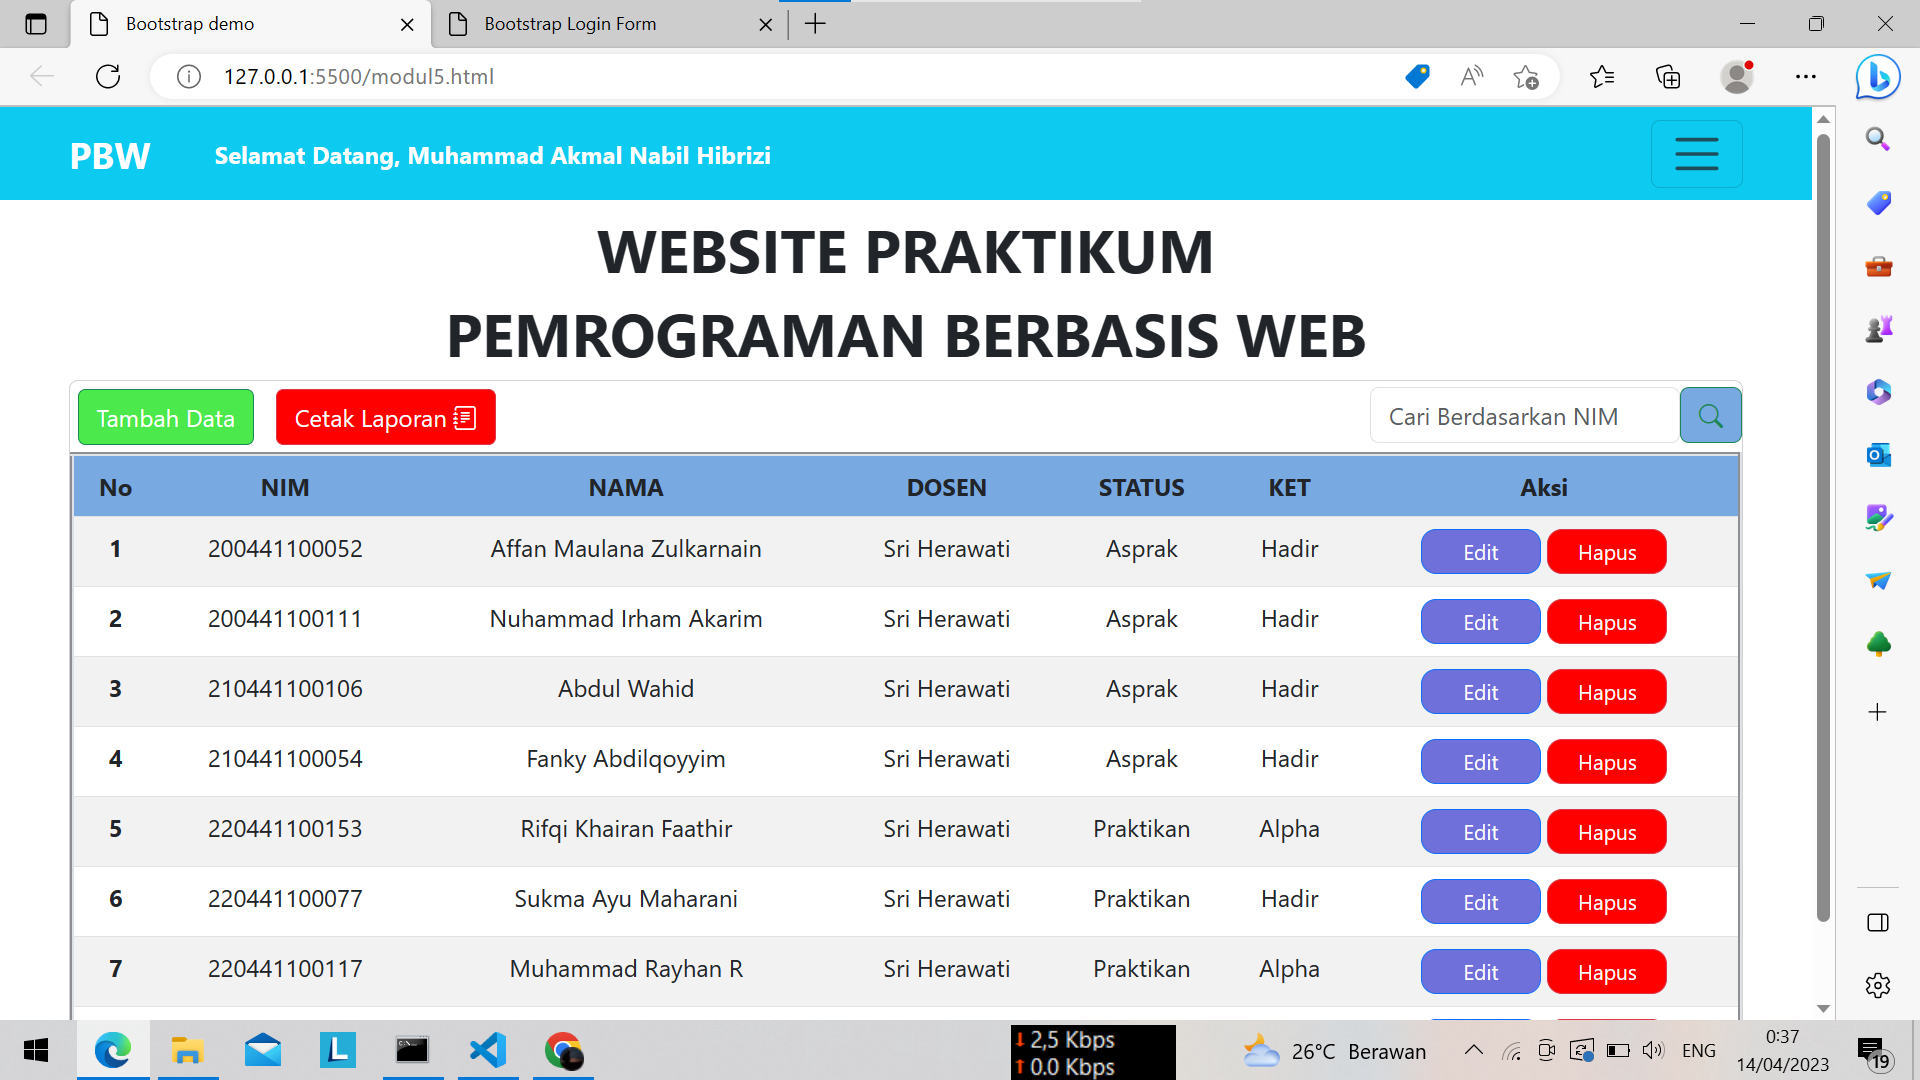 Bootstrap demo
Bootstrap Login Form
127.0.0.1:5500/modul5.html
PBW
Selamat Datang, Muhammad Akmal Nabil Hibrizi
WEBSITE PRAKTIKUM
PEMROGRAMAN BERBASIS WEB
Tambah Data
Cetak Laporan
Cari Berdasarkan NIM
No NIM NAMA DOSEN STATUS KET Aksi
1 200441100052 Affan Maulana Zulkarnain Sri Herawati Asprak Hadir Edit Hapus
2 200441100111 Nuhammad Irham Akarim Sri Herawati Asprak Hadir Edit Hapus
3 210441100106 Abdul Wahid Sri Herawati Asprak Hadir Edit Hapus
4 210441100054 Fanky Abdilqoyyim Sri Herawati Asprak Hadir Edit Hapus
5 220441100153 Rifqi Khairan Faathir Sri Herawati Praktikan Alpha Edit Hapus
6 220441100077 Sukma Ayu Maharani Sri Herawati Praktikan Hadir Edit Hapus
7 220441100117 Muhammad Rayhan R Sri Herawati Praktikan Alpha Edit Hapus
2,5 Kbps
0.0 Kbps
26°C Berawan
ENG
0:37
14/04/2023
19